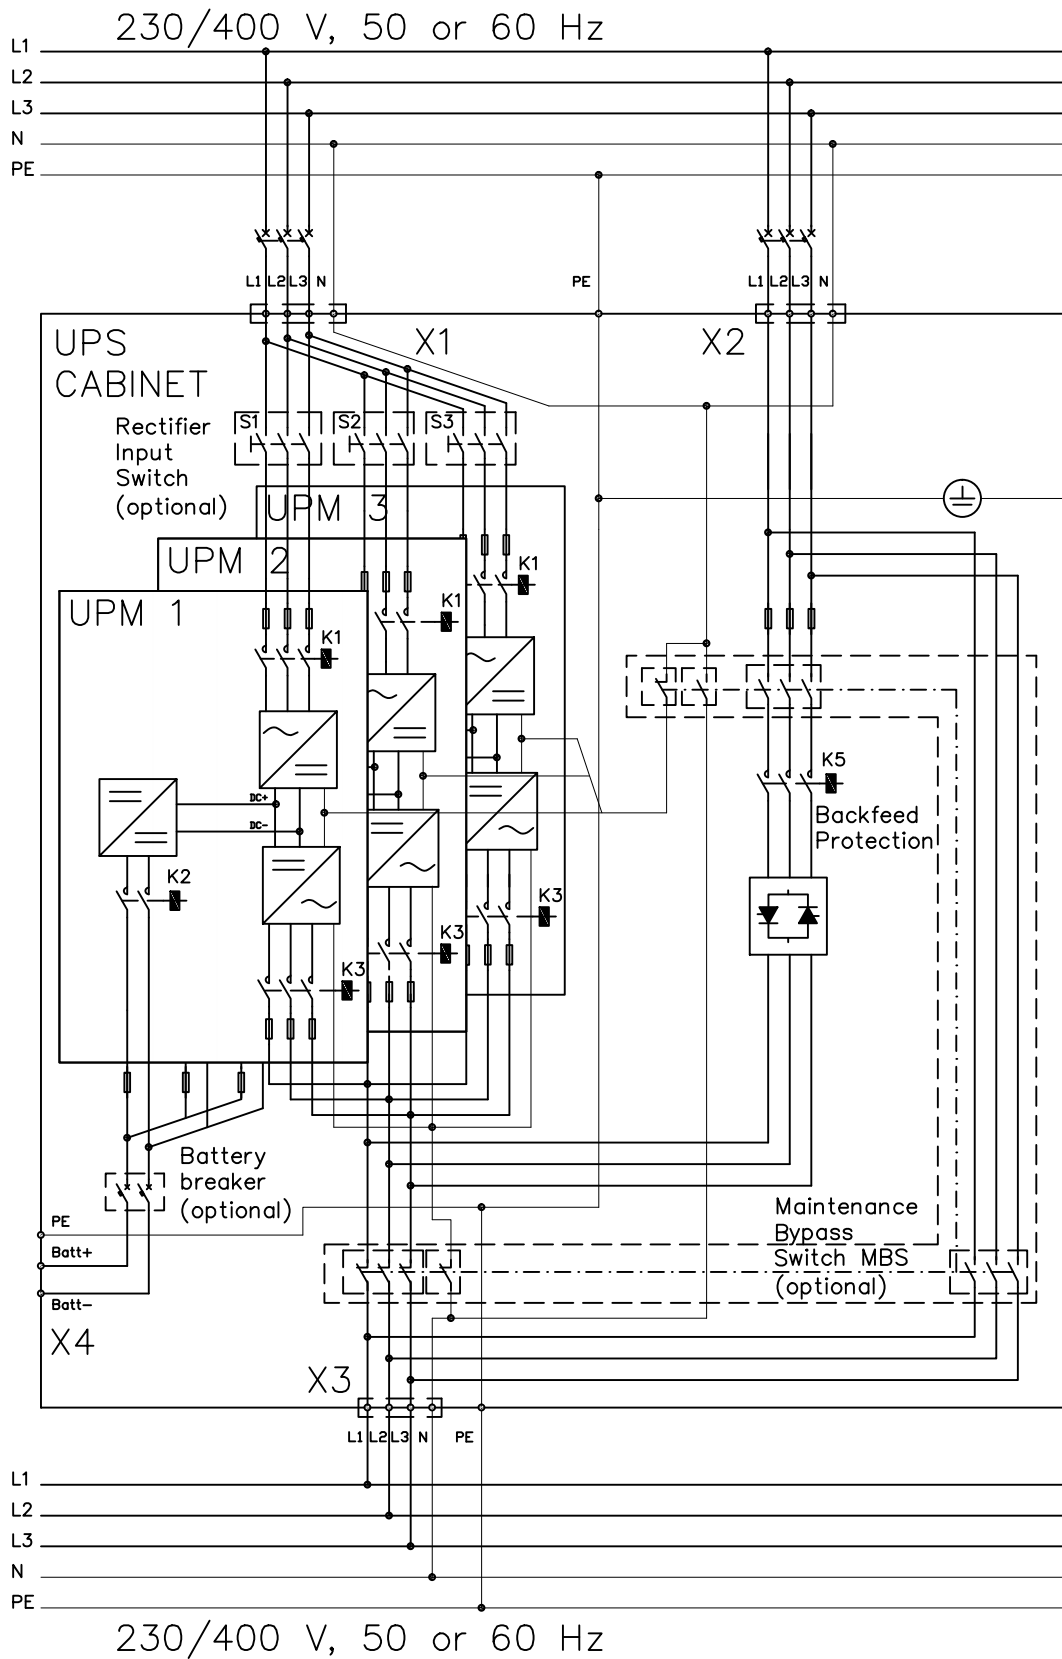 230/400 V, 50 or 60 Hz
L1
L2
L3
N
PE
L1 L2 L3 N
PE
L1 L2 L3 N
UPS
CABINET
X1
X2
Rectifier
Input
Switch
(optional)
S1
S2
S3
UPM 3
UPM 2
UPM 1
K1
K1
K1
K5
Backfeed
Protection
DC+
DC-
K2
K3
K3
K3
Battery
breaker
(optional)
PE
Batt+
Batt-
X4
Maintenance
Bypass
Switch MBS
(optional)
X3
L1 L2 L3 N PE
L1
L2
L3
N
PE
230/400 V, 50 or 60 Hz